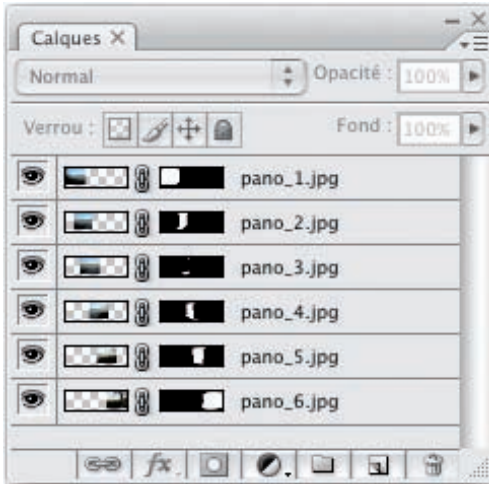 Calques
Normal Opacité : 100%
Verrou : Fond : 100%
pano_1.jpg
pano_2.jpg
pano_3.jpg
pano_4.jpg
pano_5.jpg
pano_6.jpg
fx